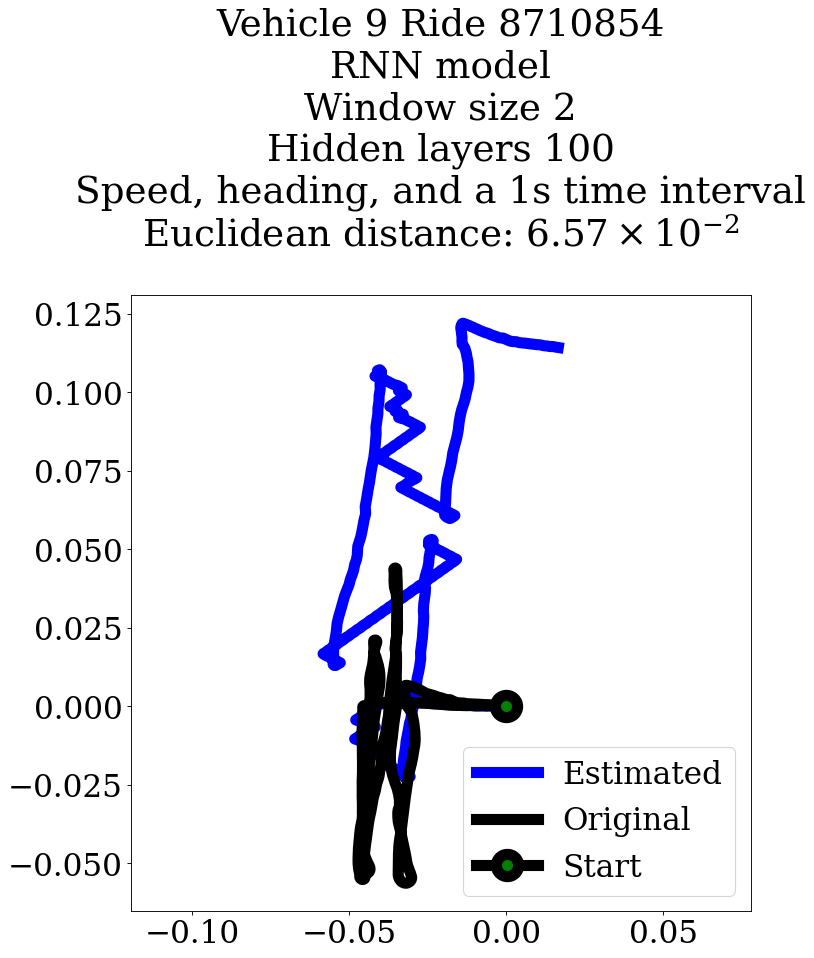 Vehicle 9 Ride 8710854
RNN model
Window size 2
Hidden layers 100
Speed, heading, and a 1s time interval
Euclidean distance: 6.57 × 10⁻²
0.125
0.100
0.075
0.050
0.025
0.000
−0.025
−0.050
Estimated
Original
Start
−0.10 −0.05 0.00 0.05